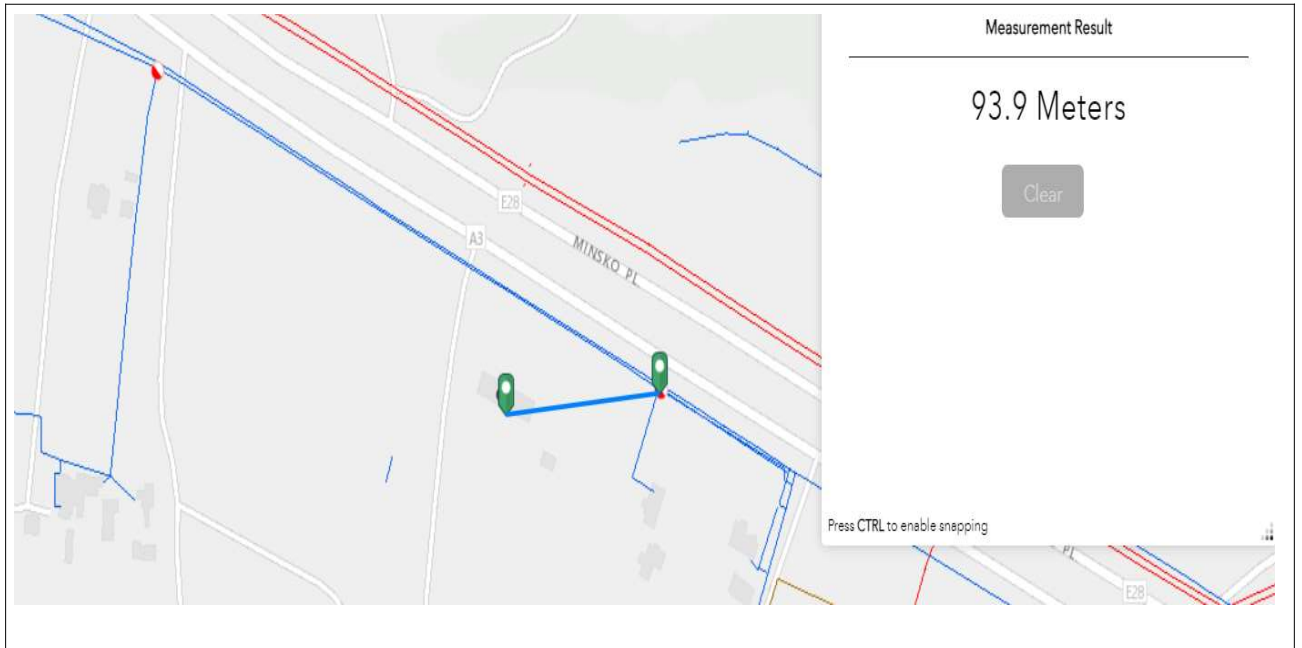 Measurement Result
93.9 Meters
Clear
E28
A3
MINSKO PL
Press CTRL to enable snapping
PL
E28